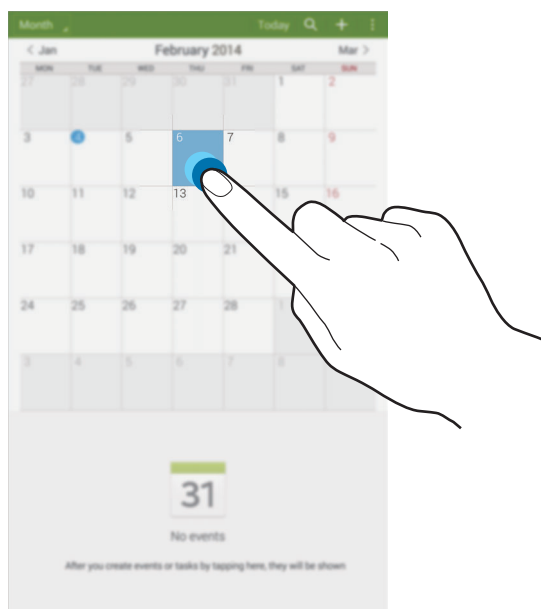 Month Today
< Jan February 2014 Mar >
MON TUE WED THU FRI SAT SUN
27 28 29 30 31 1 2
3 4 5 6 7 8 9
10 11 12 13 15 16
17 18 19 20 21
24 25 26 27 28 1
3 4 5 6 7 8
31
No events
After you create events or tasks by tapping here, they will be shown